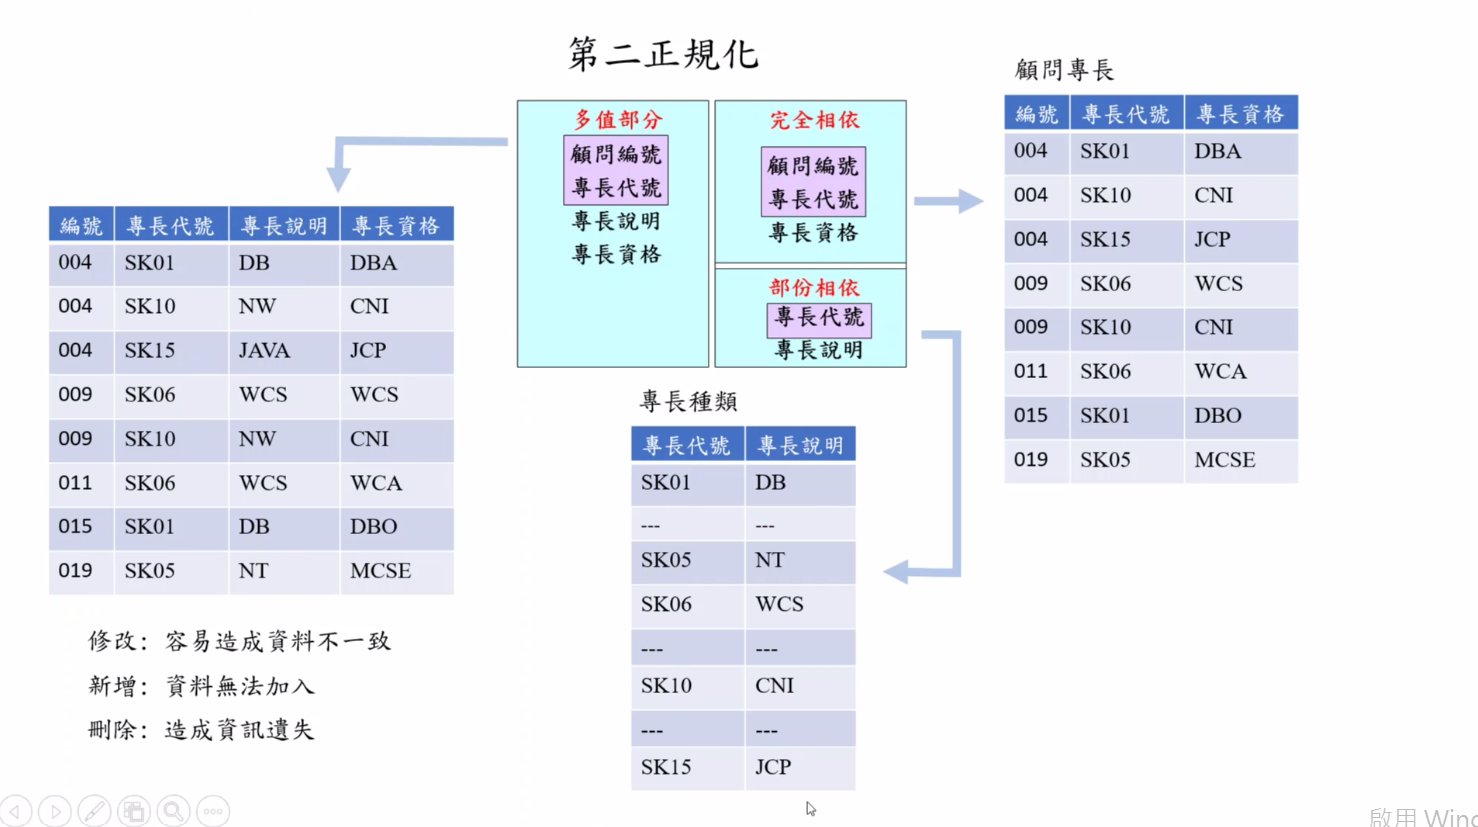 第二正規化
多值部分
顧問編號
專長代號
專長說明
專長資格
完全相依
顧問編號
專長代號
專長資格
部份相依
專長代號
專長說明
編號 專長代號 專長說明 專長資格
004 SK01 DB DBA
004 SK10 NW CNI
004 SK15 JAVA JCP
009 SK06 WCS WCS
009 SK10 NW CNI
011 SK06 WCS WCA
015 SK01 DB DBO
019 SK05 NT MCSE
修改：容易造成資料不一致
新增：資料無法加入
刪除：造成資訊遺失
專長種類
專長代號 專長說明
SK01 DB
--- ---
SK05 NT
SK06 WCS
--- ---
SK10 CNI
--- ---
SK15 JCP
顧問專長
編號 專長代號 專長資格
004 SK01 DBA
004 SK10 CNI
004 SK15 JCP
009 SK06 WCS
009 SK10 CNI
011 SK06 WCA
015 SK01 DBO
019 SK05 MCSE
啟用